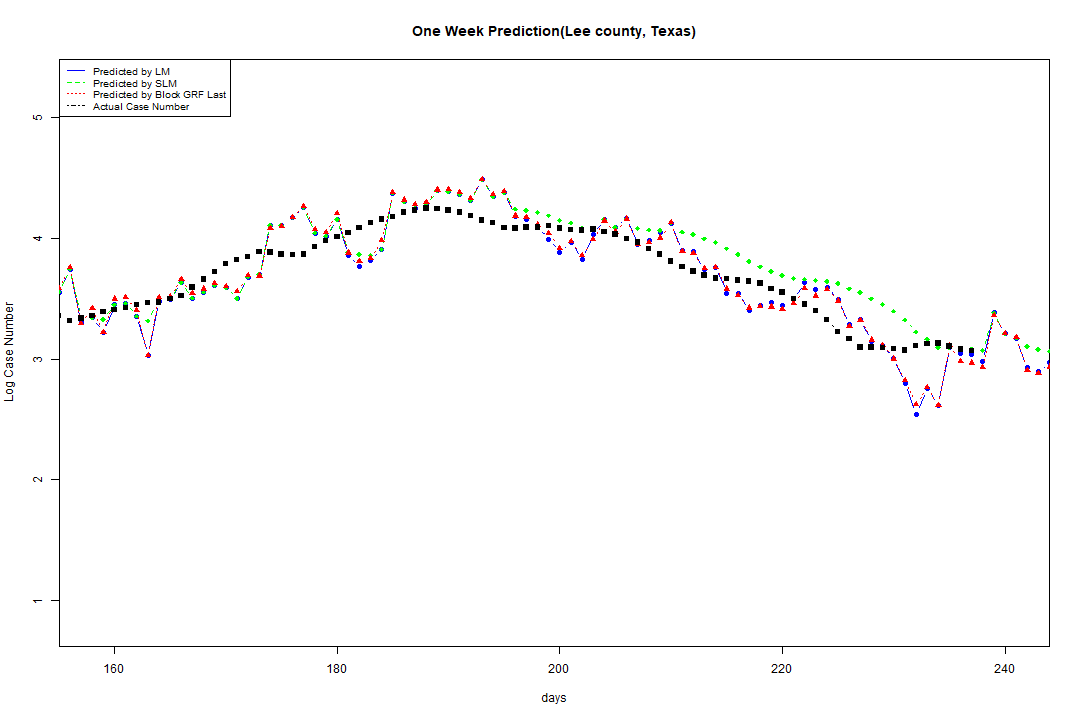 One Week Prediction(Lee county, Texas)
Predicted by LM
Predicted by SLM
Predicted by Block GRF Last
Actual Case Number
5
4
3
2
1
Log Case Number
160 180 200 220 240
days